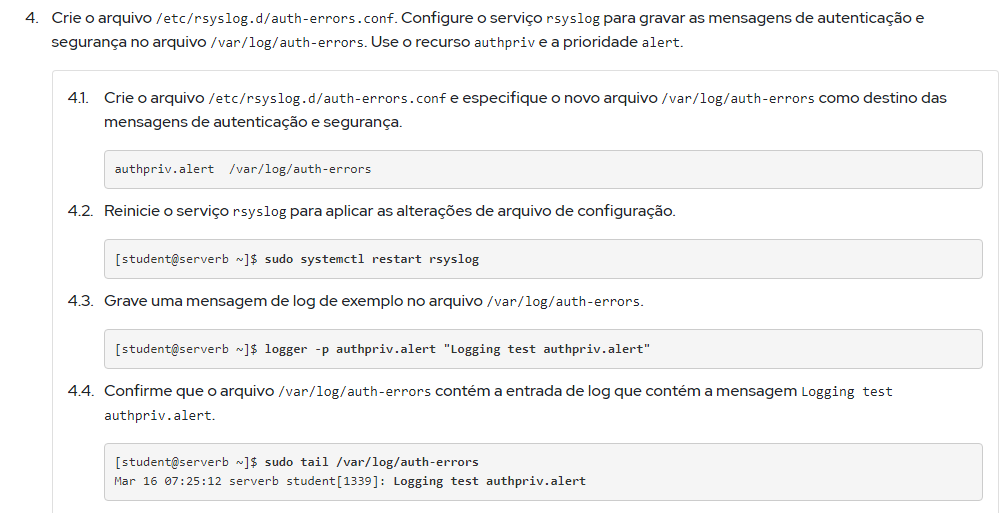 4. Crie o arquivo /etc/rsyslog.d/auth-errors.conf. Configure o serviço rsyslog para gravar as mensagens de autenticação e
segurança no arquivo /var/log/auth-errors. Use o recurso authpriv e a prioridade alert.
4.1. Crie o arquivo /etc/rsyslog.d/auth-errors.conf e especifique o novo arquivo /var/log/auth-errors como destino das
mensagens de autenticação e segurança.
authpriv.alert  /var/log/auth-errors
4.2. Reinicie o serviço rsyslog para aplicar as alterações de arquivo de configuração.
[student@serverb ~]$ sudo systemctl restart rsyslog
4.3. Grave uma mensagem de log de exemplo no arquivo /var/log/auth-errors.
[student@serverb ~]$ logger -p authpriv.alert "Logging test authpriv.alert"
4.4. Confirme que o arquivo /var/log/auth-errors contém a entrada de log que contém a mensagem Logging test
authpriv.alert.
[student@serverb ~]$ sudo tail /var/log/auth-errors
Mar 16 07:25:12 serverb student[1339]: Logging test authpriv.alert